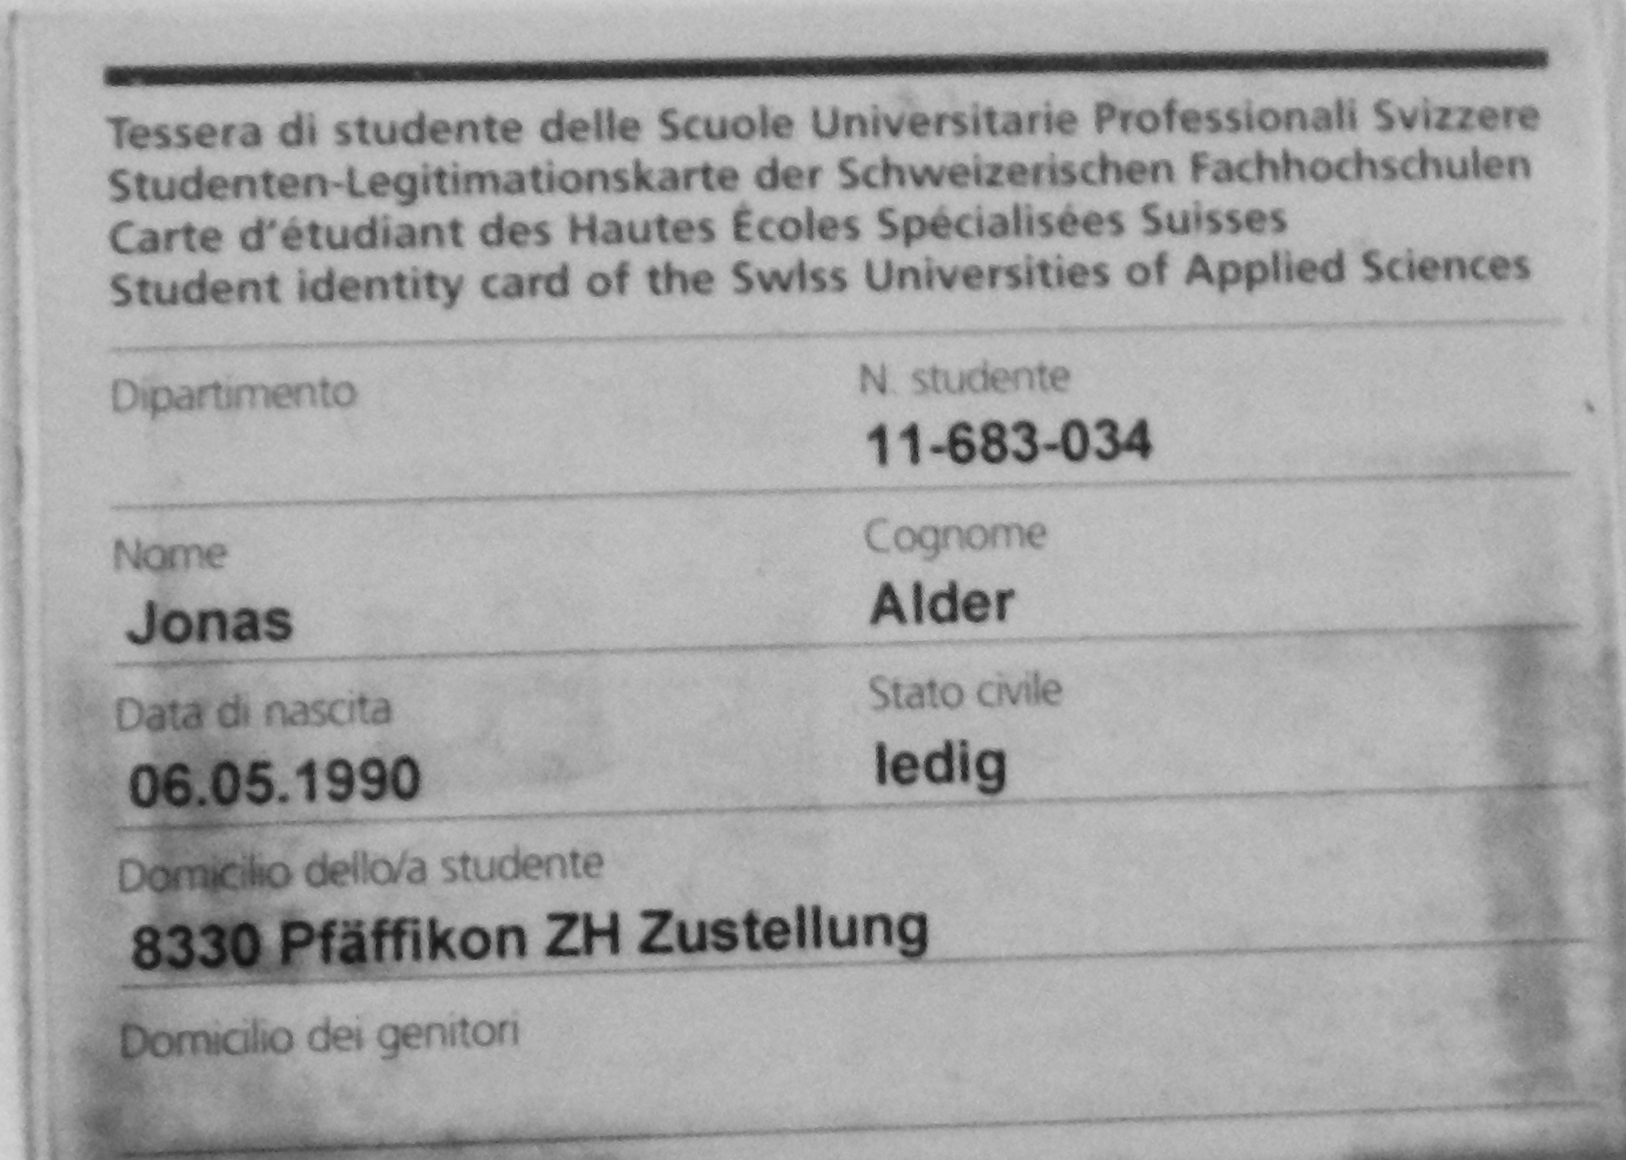 Tessera di studente delle Scuole Universitarie Professionali Svizzere
Studenten-Legitimationskarte der Schweizerischen Fachhochschulen
Carte d'étudiant des Hautes Écoles Spécialisées Suisses
Student identity card of the Swiss Universities of Applied Sciences
Dipartimento
N. studente
11-683-034
Nome
Cognome
Jonas
Alder
Data di nascita
Stato civile
06.05.1990
ledig
Domicilio dello/a studente
8330 Pfäffikon ZH Zustellung
Domicilio dei genitori